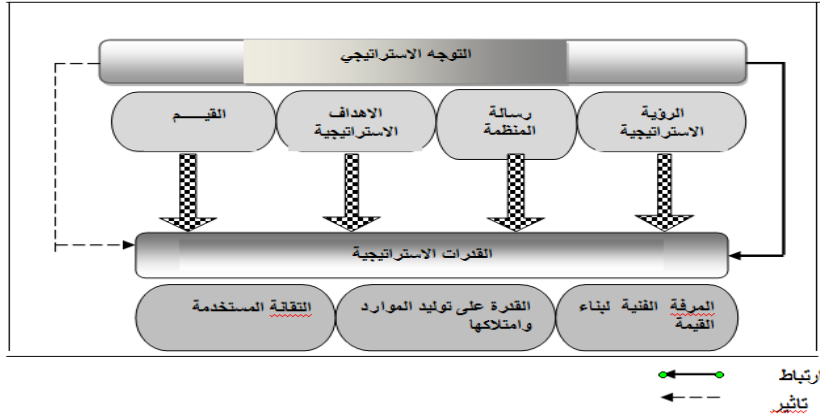 التوجه الاستراتيجي
الرؤية
الاستراتيجية
رسالة
المنظمة
الاهداف
الاستراتيجية
القيــــم
القدرات الاستراتيجية
المرفة الفنية لبناء
القيمة
القدرة على توليد الموارد
وامتلاكها
التقانة المستخدمة
ارتباط
تاثير